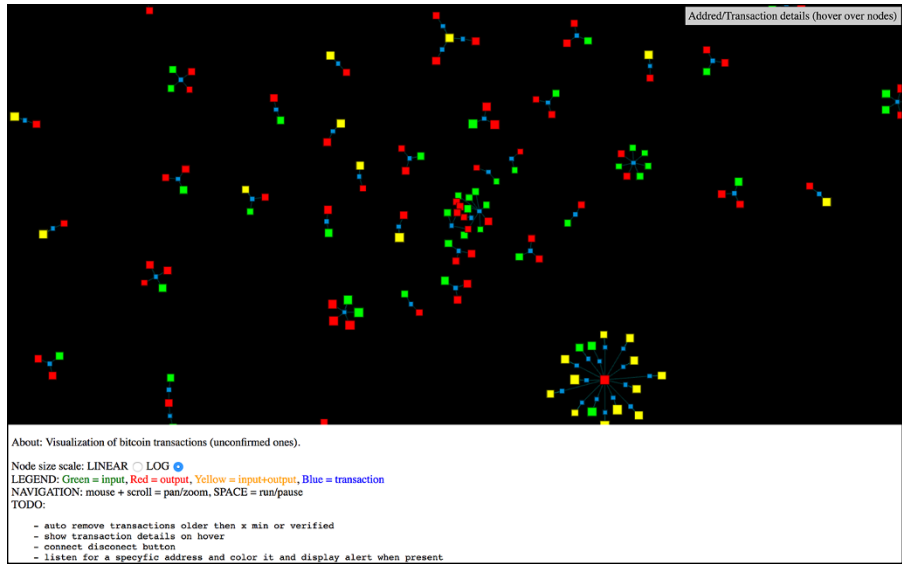 Addred/Transaction details (hover over nodes)
About: Visualization of bitcoin transactions (unconfirmed ones).
Node size scale: LINEAR LOG
LEGEND: Green = input, Red = output, Yellow = input+output, Blue = transaction
NAVIGATION: mouse + scroll = pan/zoom, SPACE = run/pause
TODO:
- auto remove transactions older then x min or verified
- show transaction details on hover
- connect disconect button
- listen for a specyfic address and color it and display alert when present